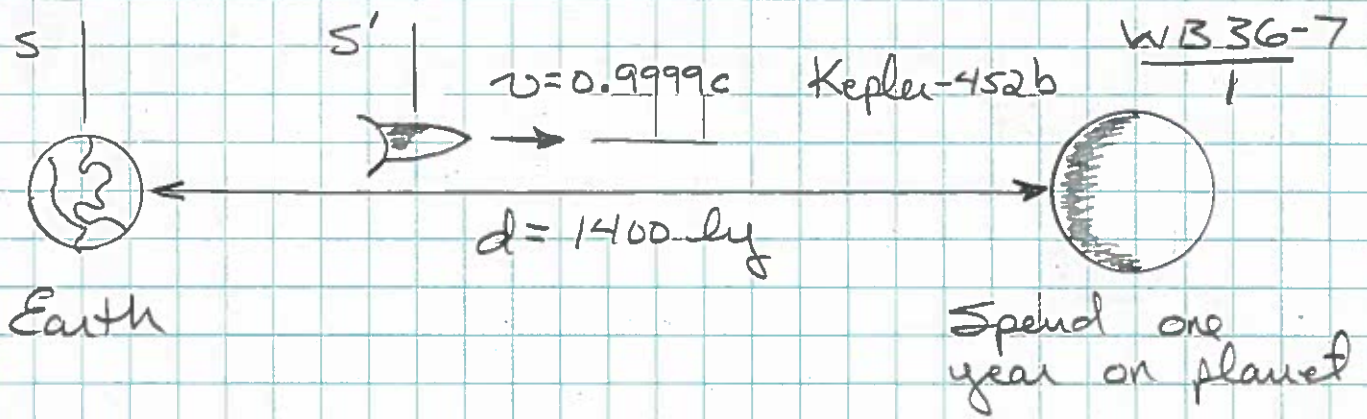 WB 36-7
1
S
S'
v=0.9999c
Kepler-452b
d= 1400 ly
Earth
Spend one
year on planet